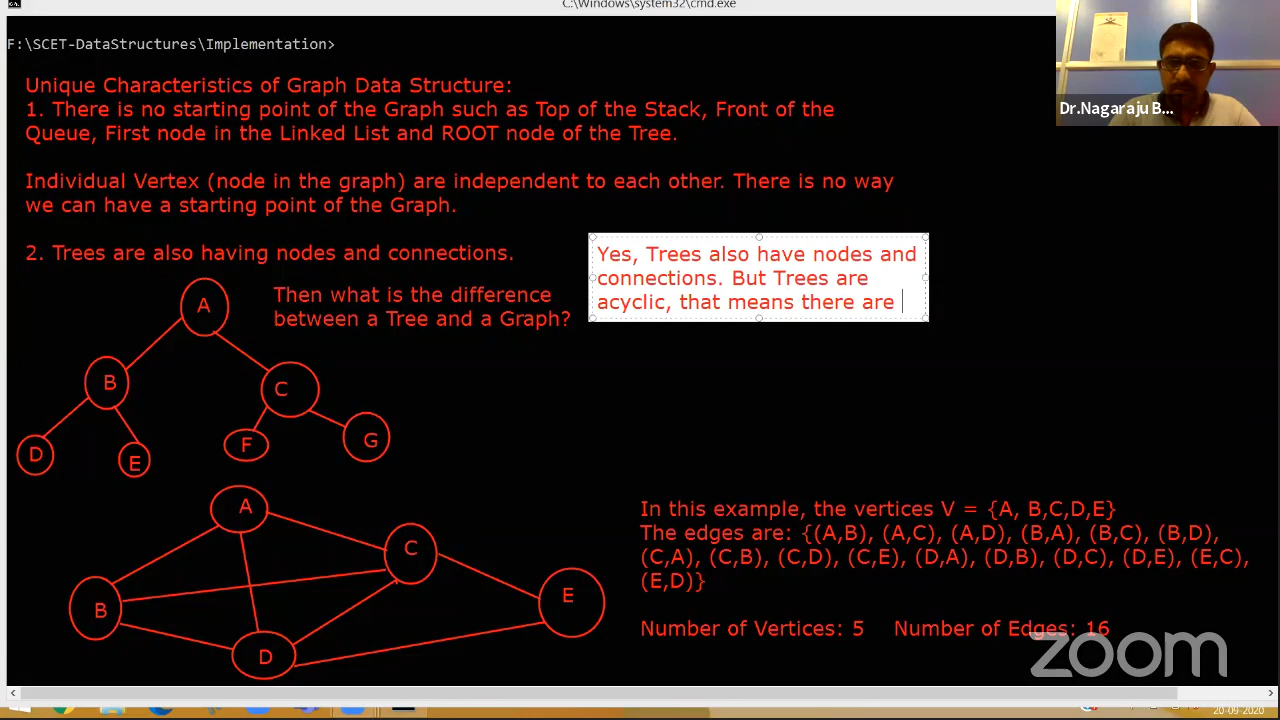 C:\Windows\system32\cmd.exe
F:\SCET-DataStructures\Implementation>
Dr.Nagaraju B...
Unique Characteristics of Graph Data Structure:
1. There is no starting point of the Graph such as Top of the Stack, Front of the
Queue, First node in the Linked List and ROOT node of the Tree.
Individual Vertex (node in the graph) are independent to each other. There is no way
we can have a starting point of the Graph.
2. Trees are also having nodes and connections.
Yes, Trees also have nodes and
connections. But Trees are
acyclic, that means there are
Then what is the difference
between a Tree and a Graph?
A
B
C
D
E
F
G
A
C
B
E
D
In this example, the vertices V = {A, B,C,D,E}
The edges are: {(A,B), (A,C), (A,D), (B,A), (B,C), (B,D),
(C,A), (C,B), (C,D), (C,E), (D,A), (D,B), (D,C), (D,E), (E,C),
(E,D)}
Number of Vertices: 5 Number of Edges: 16
zoom
20-09-2020